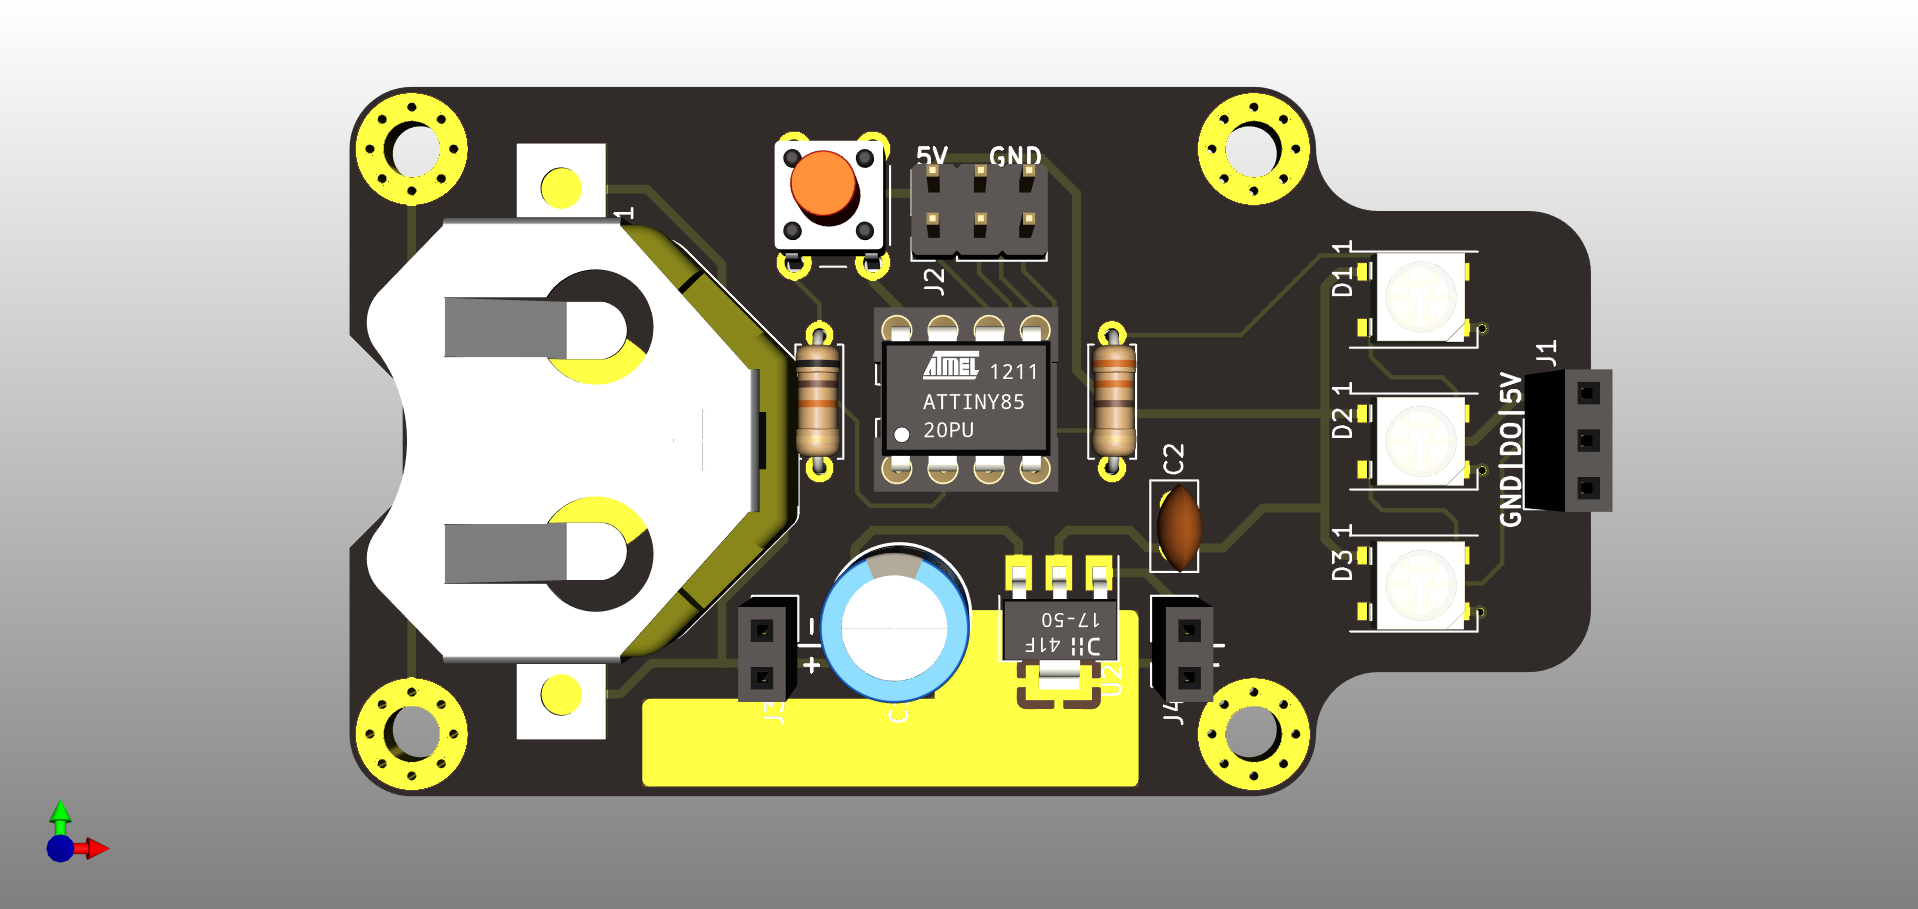 5V GND
1
J2
D1 1
ATMEL 1211
ATTINY85
20PU
J1
D2 1
GND|DO|5V
C2
D3 1
17-50
41F
-
+
U2
J3
C
J4